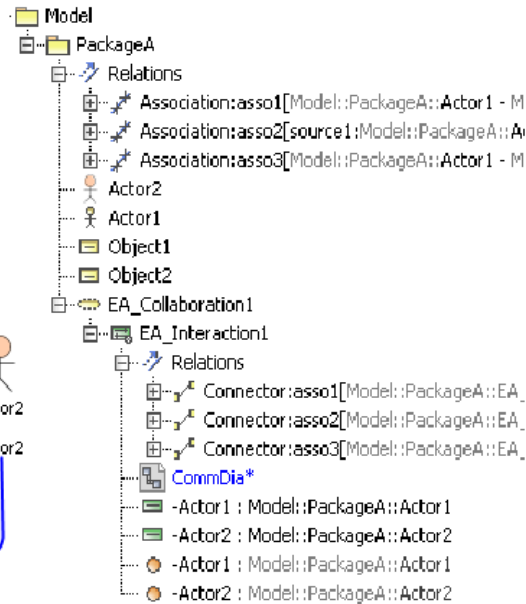 Model
PackageA
Relations
Association:asso1[Model::PackageA::Actor1 - M
Association:asso2[source1:Model::PackageA::A
Association:asso3[Model::PackageA::Actor1 - M
Actor2
Actor1
Object1
Object2
EA_Collaboration1
EA_Interaction1
Relations
Connector:asso1[Model::PackageA::EA_
Connector:asso2[Model::PackageA::EA_
Connector:asso3[Model::PackageA::EA_
CommDia*
-Actor1 : Model::PackageA::Actor1
-Actor2 : Model::PackageA::Actor2
-Actor1 : Model::PackageA::Actor1
-Actor2 : Model::PackageA::Actor2
or2
or2